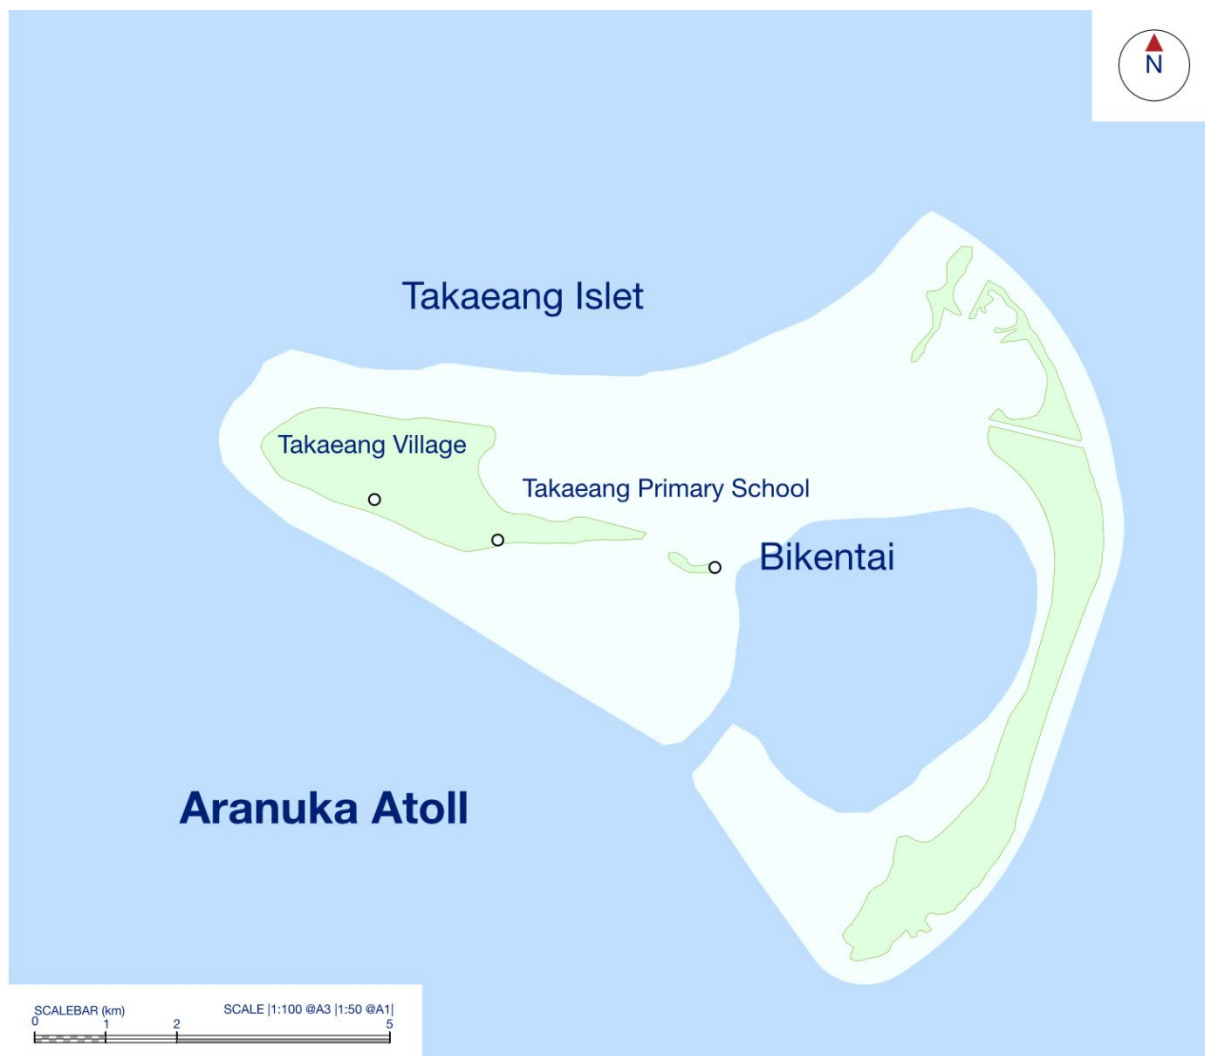 N
Takaeang Islet
Takaeang Village
Takaeang Primary School
Bikentai
Aranuka Atoll
SCALEBAR (km) SCALE |1:100 @A3 |1:50 @A1|
0 1 2 5